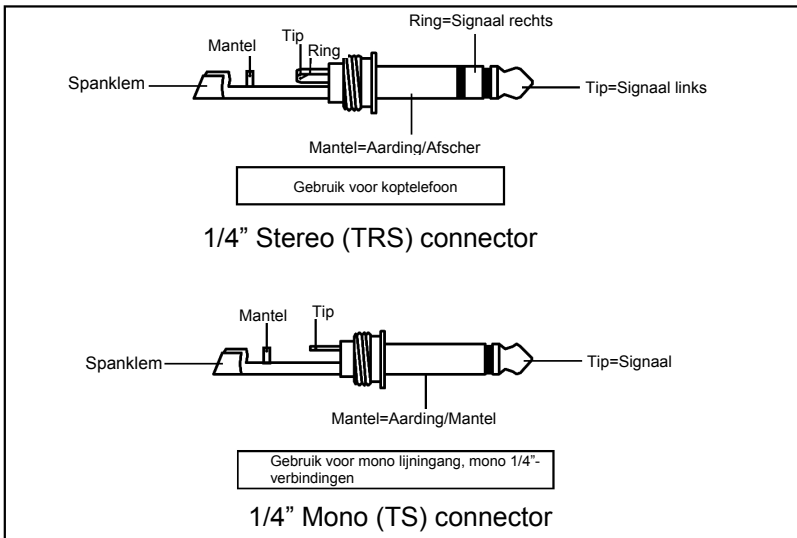 Ring=Signaal rechts
Tip
Mantel
Ring
Spanklem
Tip=Signaal links
Mantel=Aarding/Afscher
Gebruik voor koptelefoon
1/4” Stereo (TRS) connector
Mantel
Tip
Spanklem
Tip=Signaal
Mantel=Aarding/Mantel
Gebruik voor mono lijningang, mono 1/4”-
verbindingen
1/4” Mono (TS) connector